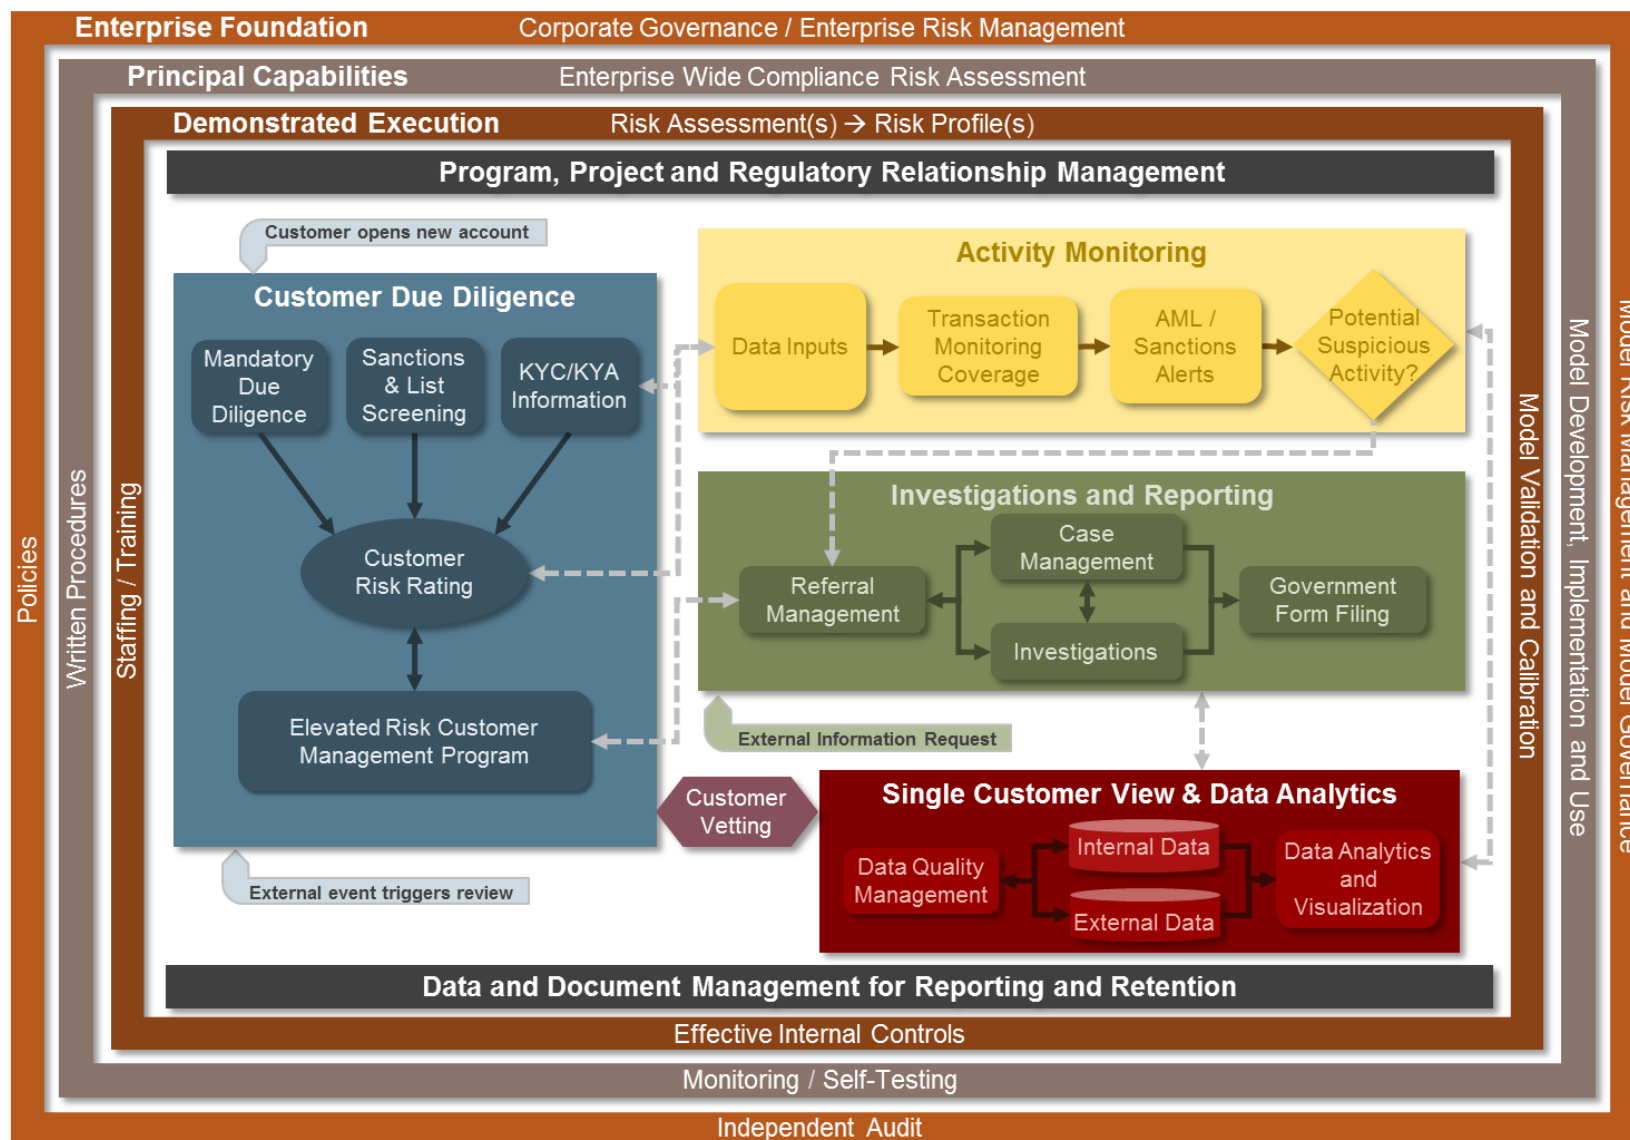 Enterprise Foundation Corporate Governance / Enterprise Risk Management
Principal Capabilities Enterprise Wide Compliance Risk Assessment
Demonstrated Execution Risk Assessment(s) → Risk Profile(s)
Program, Project and Regulatory Relationship Management
Customer opens new account
Customer Due Diligence
Mandatory
Due
Diligence
Sanctions
& List
Screening
KYC/KYA
Information
Customer
Risk Rating
Elevated Risk Customer
Management Program
External event triggers review
Activity Monitoring
Data Inputs
Transaction
Monitoring
Coverage
AML /
Sanctions
Alerts
Potential
Suspicious
Activity?
Investigations and Reporting
Referral
Management
Case
Management
Investigations
Government
Form Filing
External Information Request
Customer
Vetting
Single Customer View & Data Analytics
Data Quality
Management
Internal Data
External Data
Data Analytics
and
Visualization
Data and Document Management for Reporting and Retention
Effective Internal Controls
Monitoring / Self-Testing
Independent Audit
Policies
Written Procedures
Staffing / Training
Model Validation and Calibration
Model Development, Implementation and Use
Model Risk Management and Model Governance